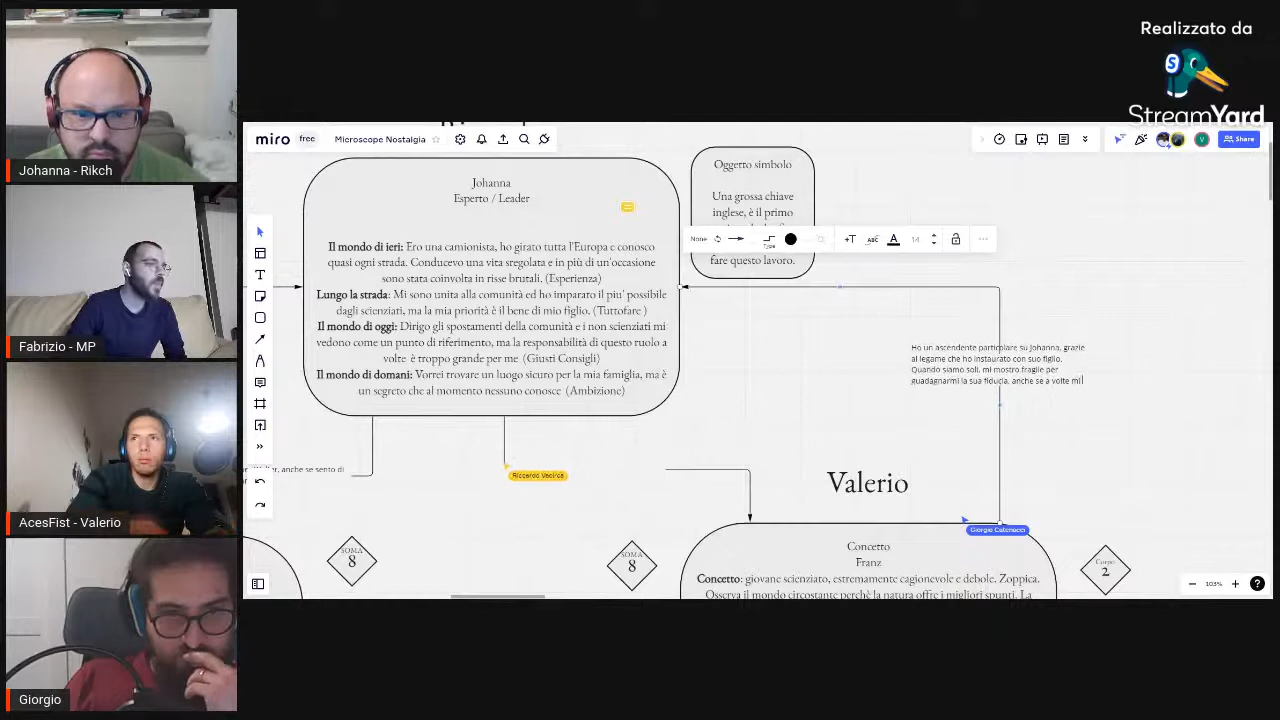 Realizzato da
StreamYard
Johanna - Rikch
Fabrizio - MP
AcesFist - Valerio
Giorgio
miro free Microscope Nostalgia
Share
Johanna
Esperto / Leader
Il mondo di ieri: Ero una camionista, ho girato tutta l'Europa e conosco
quasi ogni strada. Conducevo una vita sregolata e in più di un'occasione
sono stata coinvolta in risse brutali. (Esperienza)
Lungo la strada: Mi sono unita alla comunità ed ho imparato il piu' possibile
dagli scienziati, ma la mia priorità è il bene di mio figlio. (Tuttofare )
Il mondo di oggi: Dirigo gli spostamenti della comunità e i non scienziati mi
vedono come un punto di riferimento, ma la responsabilità di questo ruolo a
volte è troppo grande per me (Giusti Consigli)
Il mondo di domani: Vorrei trovare un luogo sicuro per la mia famiglia, ma è
un segreto che al momento nessuno conosce (Ambizione)
Oggetto simbolo
Una grossa chiave
inglese, è il primo
fare questo lavoro.
None
Type
ABC
14
Ho un ascendente particolare su Johanna, grazie
al legame che ho instaurato con suo figlio.
Quando siamo soli, mi mostro fragile per
guadagnarmi la sua fiducia, anche se a volte mi
anche se sento di
Valerio
Giorgio Catenacci
SOMA
8
SOMA
8
Concetto
Franz
Concetto: giovane scienziato, estremamente cagionevole e debole. Zoppica.
Osserva il mondo circostante perchè la natura offre i migliori spunti. La
Corpo
2
103%